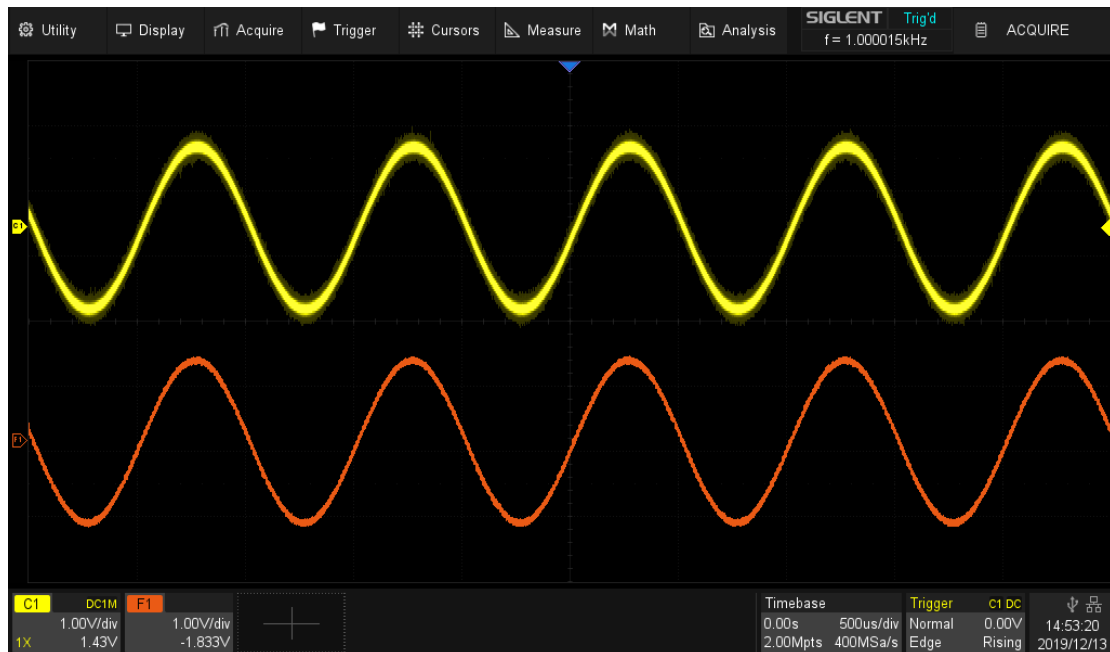 Utility Display Acquire Trigger Cursors Measure Math Analysis SIGLENT Trig'd ACQUIRE
f = 1.000015kHz
C1
F1
C1 DC1M F1 Timebase Trigger C1 DC
1.00V/div 1.00V/div 0.00s 500us/div Normal 0.00V 14:53:20
1X 1.43V -1.833V 2.00Mpts 400MSa/s Edge Rising 2019/12/13